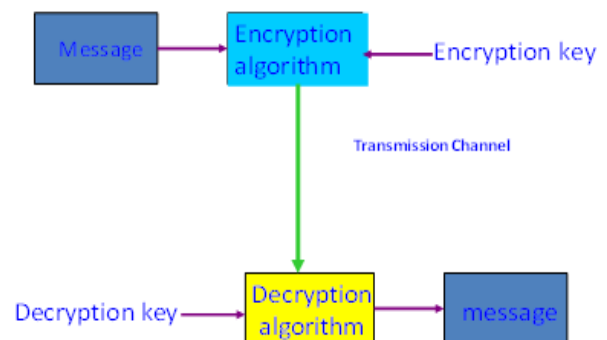 Message
Encryption
algorithm
Encryption key
Transmission Channel
Decryption key
Decryption
algorithm
message